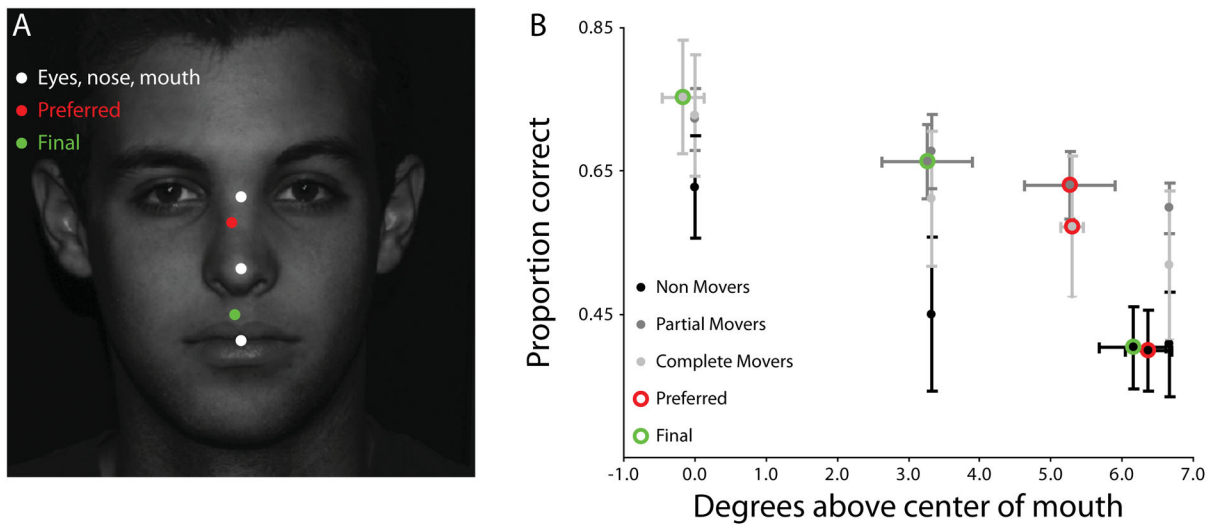 A
Eyes, nose, mouth
Preferred
Final
B
Proportion correct
0.85
0.65
0.45
Non Movers
Partial Movers
Complete Movers
Preferred
Final
-1.0 0.0 1.0 2.0 3.0 4.0 5.0 6.0 7.0
Degrees above center of mouth